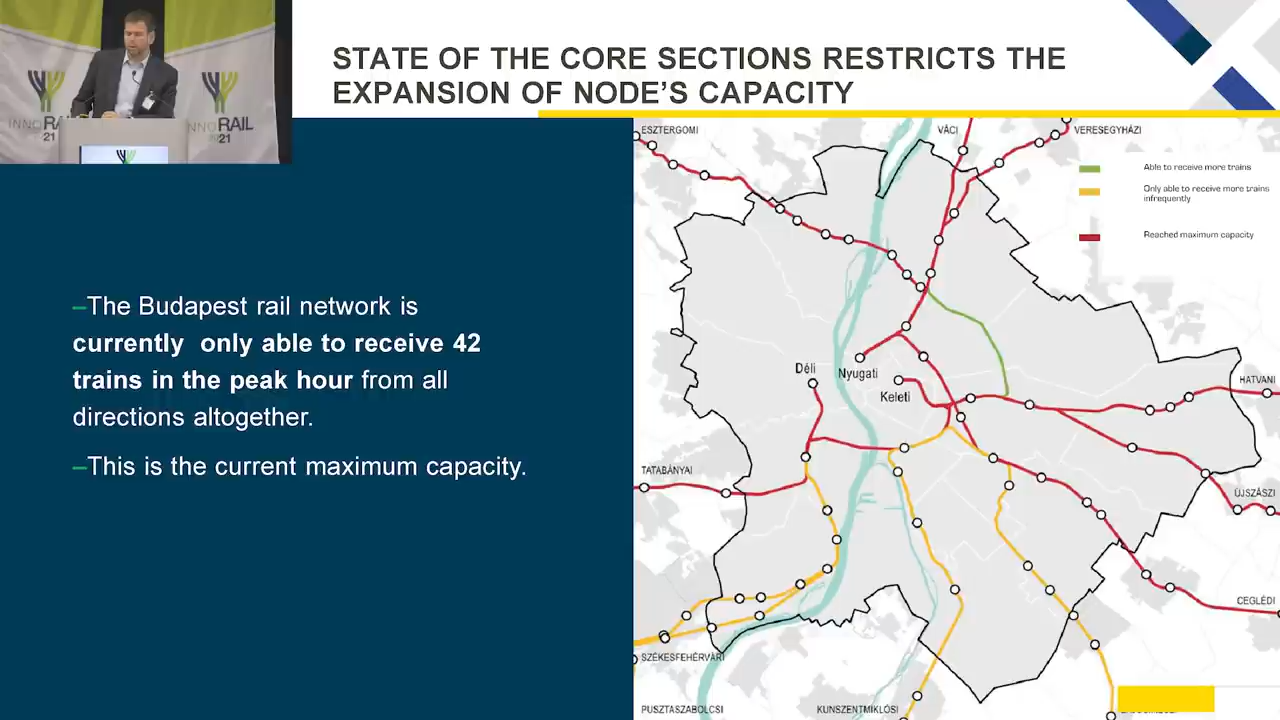 STATE OF THE CORE SECTIONS RESTRICTS THE
EXPANSION OF NODE'S CAPACITY
INNORAIL
21
–The Budapest rail network is
currently only able to receive 42
trains in the peak hour from all
directions altogether.
–This is the current maximum capacity.
ESZTERGOMI
VÁCI
VERESEGYHÁZI
Able to receive more trains
Only able to receive more trains
infrequently
Reached maximum capacity
Déli
Nyugati
Keleti
HATVANI
TATABÁNYAI
ÚJSZÁSZI
CEGLÉDI
SZÉKESFEHÉRVÁRI
PUSZTASZABOLCSI
KUNSZENTMIKLÓSI